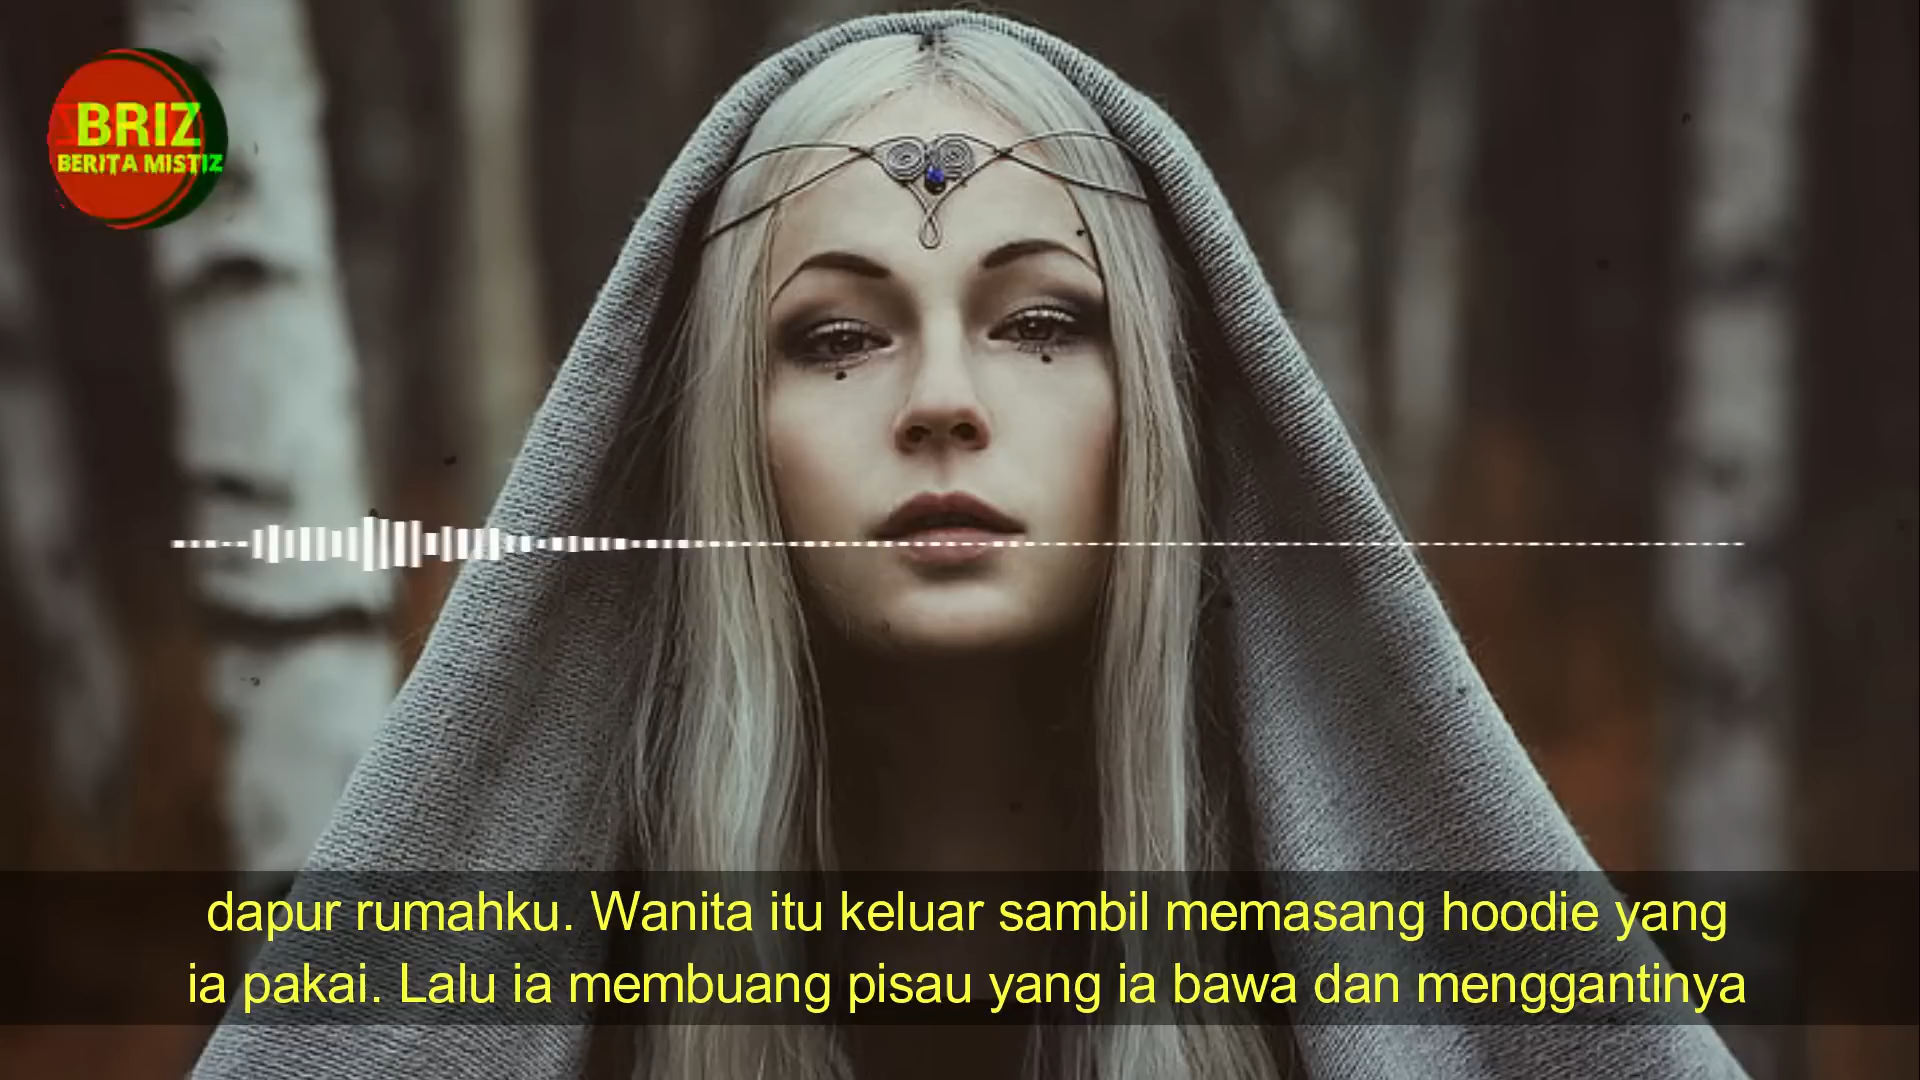 BRIZ
BERITA MISTIZ
dapur rumahku. Wanita itu keluar sambil memasang hoodie yang
ia pakai. Lalu ia membuang pisau yang ia bawa dan menggantinya